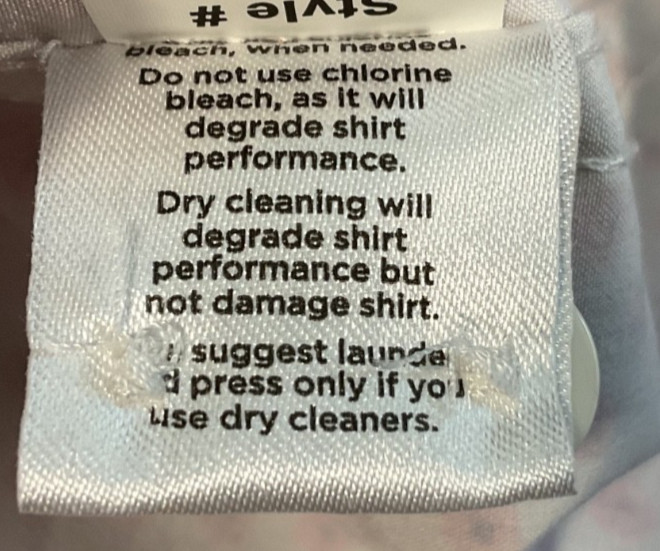 Style #
bleach, when needed.
Do not use chlorine
bleach, as it will
degrade shirt
performance.
Dry cleaning will
degrade shirt
performance but
not damage shirt.
suggest
press only if you
use dry cleaners.